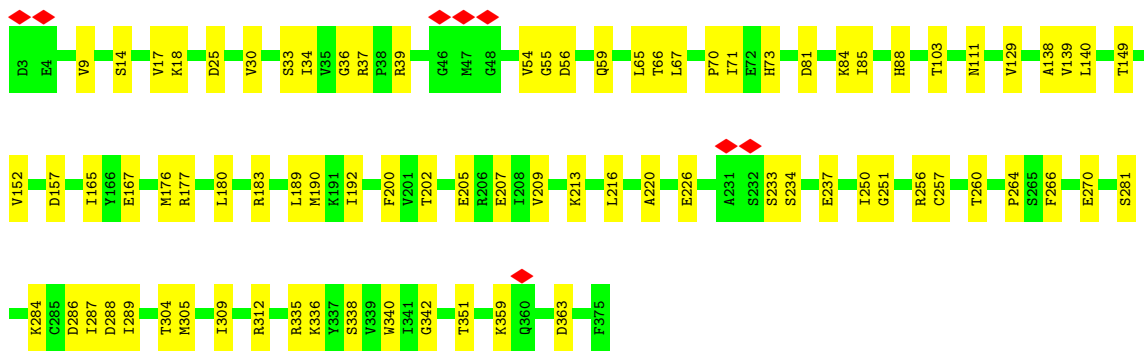 D3 E4 V9 S14 V17 K18 D25 V30 S33 I34 V35 G36 R37 P38 R39 G46 M47 G48 V54 G55 D56 Q59 L65 T66 L67 P70 I71 E72 H73 D81 K84 I85 H88 T103 N111 V129 A138 V139 L140 T149
V152 D157 I165 Y166 E167 M176 R177 L180 R183 L189 M190 K191 I192 F200 V201 T202 E205 R206 E207 I208 V209 K213 L216 A220 E226 A231 S232 S233 S234 E237 I250 G251 R256 C257 T260 P264 S265 F266 E270 S281
K284 C285 D286 I287 D288 I289 T304 M305 I309 R312 R335 K336 Y337 S338 V339 W340 I341 G342 T351 K359 Q360 D363 F375